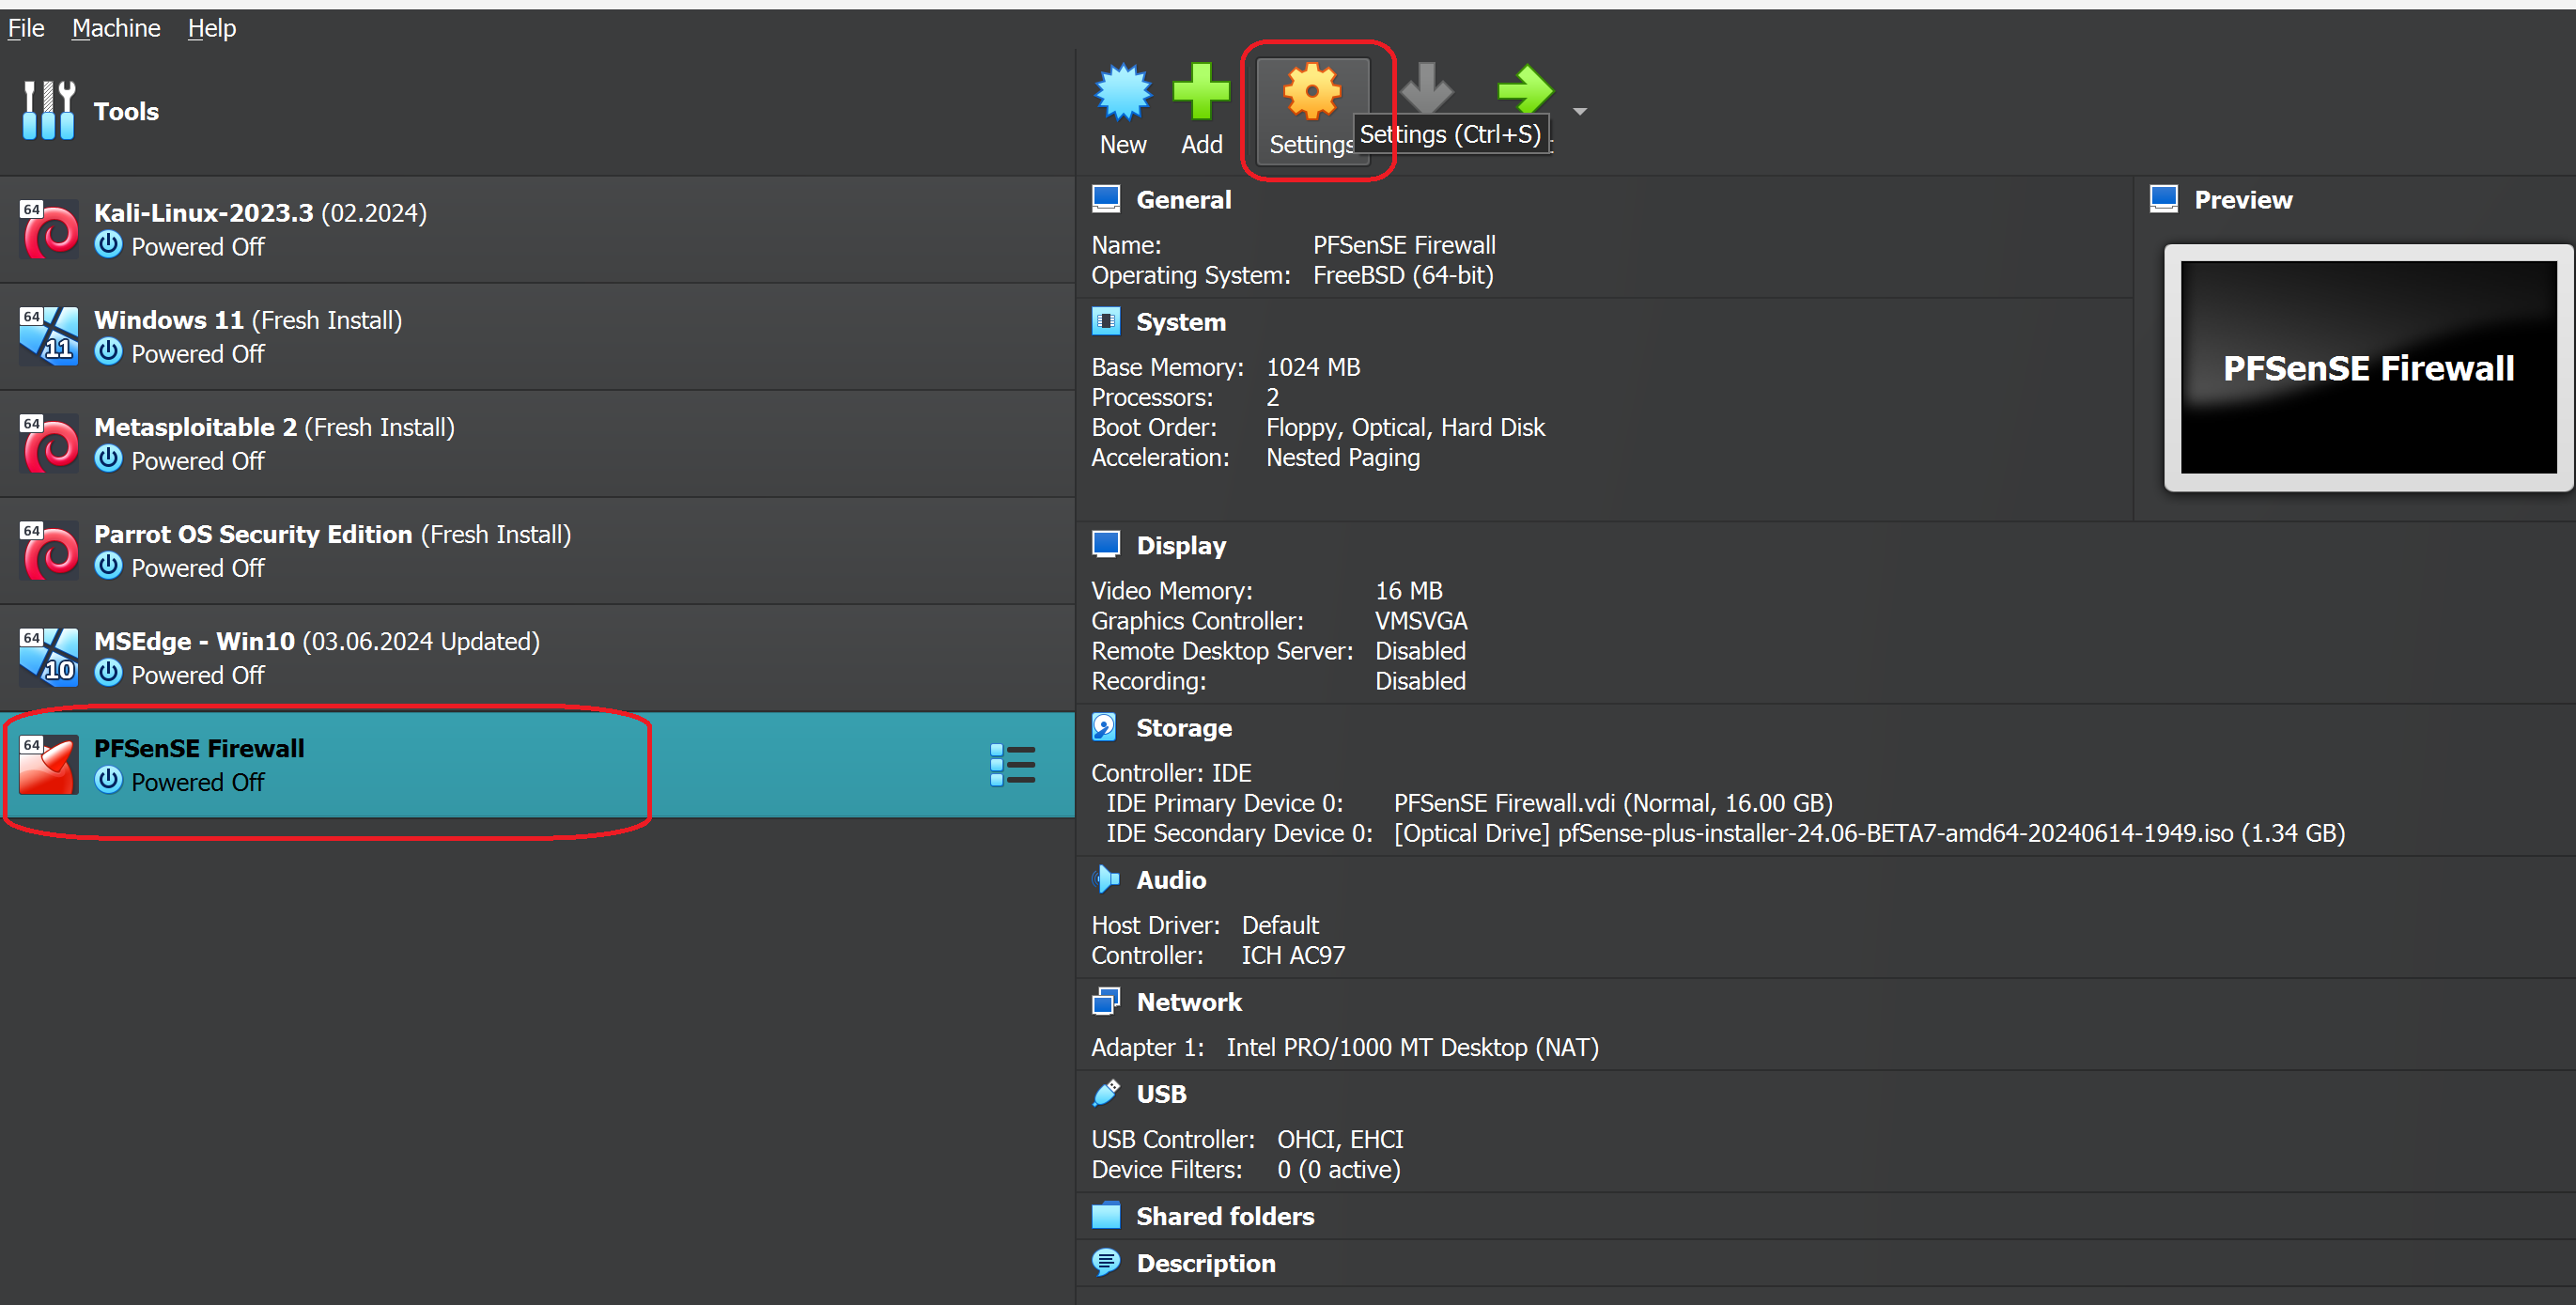 File Machine Help
Tools
New Add Settings Settings (Ctrl+S)
64 Kali-Linux-2023.3 (02.2024)
Powered Off
64 11 Windows 11 (Fresh Install)
Powered Off
64 Metasploitable 2 (Fresh Install)
Powered Off
64 Parrot OS Security Edition (Fresh Install)
Powered Off
64 10 MSEdge - Win10 (03.06.2024 Updated)
Powered Off
64 PFSenSE Firewall
Powered Off
General
Name: PFSenSE Firewall
Operating System: FreeBSD (64-bit)
System
Base Memory: 1024 MB
Processors: 2
Boot Order: Floppy, Optical, Hard Disk
Acceleration: Nested Paging
Preview
PFSenSE Firewall
Display
Video Memory: 16 MB
Graphics Controller: VMSVGA
Remote Desktop Server: Disabled
Recording: Disabled
Storage
Controller: IDE
IDE Primary Device 0: PFSenSE Firewall.vdi (Normal, 16.00 GB)
IDE Secondary Device 0: [Optical Drive] pfSense-plus-installer-24.06-BETA7-amd64-20240614-1949.iso (1.34 GB)
Audio
Host Driver: Default
Controller: ICH AC97
Network
Adapter 1: Intel PRO/1000 MT Desktop (NAT)
USB
USB Controller: OHCI, EHCI
Device Filters: 0 (0 active)
Shared folders
Description